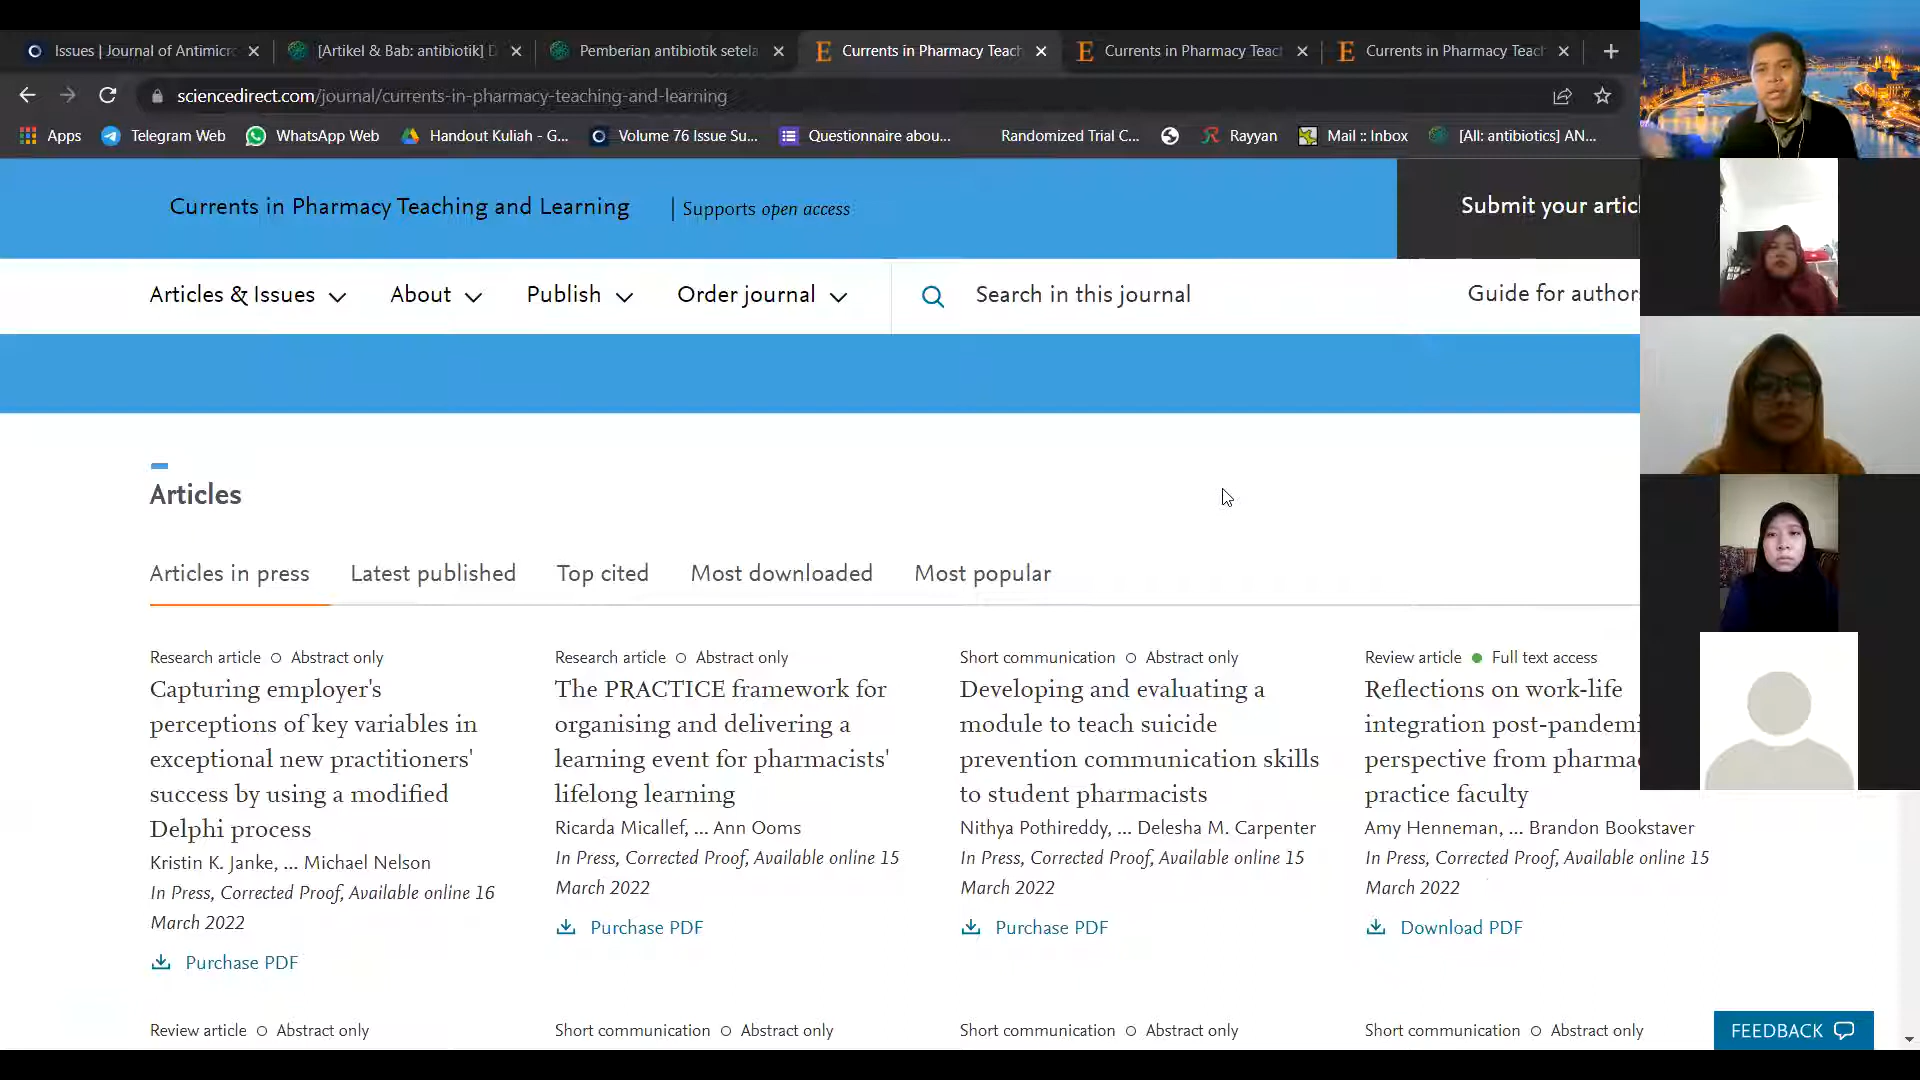 Issues | Journal of Antimicro
[Artikel & Bab: antibiotik] D
Pemberian antibiotik setela
Currents in Pharmacy Teach
Currents in Pharmacy Teach
Currents in Pharmacy Teach
sciencedirect.com/journal/currents-in-pharmacy-teaching-and-learning
Apps
Telegram Web
WhatsApp Web
Handout Kuliah - G...
Volume 76 Issue Su...
Questionnaire abou...
Randomized Trial C...
Rayyan
Mail :: Inbox
[All: antibiotics] AN...
Currents in Pharmacy Teaching and Learning
Supports open access
Submit your artic
Articles & Issues
About
Publish
Order journal
Search in this journal
Guide for authors
Articles
Articles in press
Latest published
Top cited
Most downloaded
Most popular
Research article
Abstract only
Capturing employer's
perceptions of key variables in
exceptional new practitioners'
success by using a modified
Delphi process
Kristin K. Janke, ... Michael Nelson
In Press, Corrected Proof, Available online 16
March 2022
Purchase PDF
Research article
Abstract only
The PRACTICE framework for
organising and delivering a
learning event for pharmacists'
lifelong learning
Ricarda Micallef, ... Ann Ooms
In Press, Corrected Proof, Available online 15
March 2022
Purchase PDF
Short communication
Abstract only
Developing and evaluating a
module to teach suicide
prevention communication skills
to student pharmacists
Nithya Pothireddy, ... Delesha M. Carpenter
In Press, Corrected Proof, Available online 15
March 2022
Purchase PDF
Review article
Full text access
Reflections on work-life
integration post-pandemi
perspective from pharma
practice faculty
Amy Henneman, ... Brandon Bookstaver
In Press, Corrected Proof, Available online 15
March 2022
Download PDF
Review article
Abstract only
Short communication
Abstract only
Short communication
Abstract only
Short communication
Abstract only
FEEDBACK